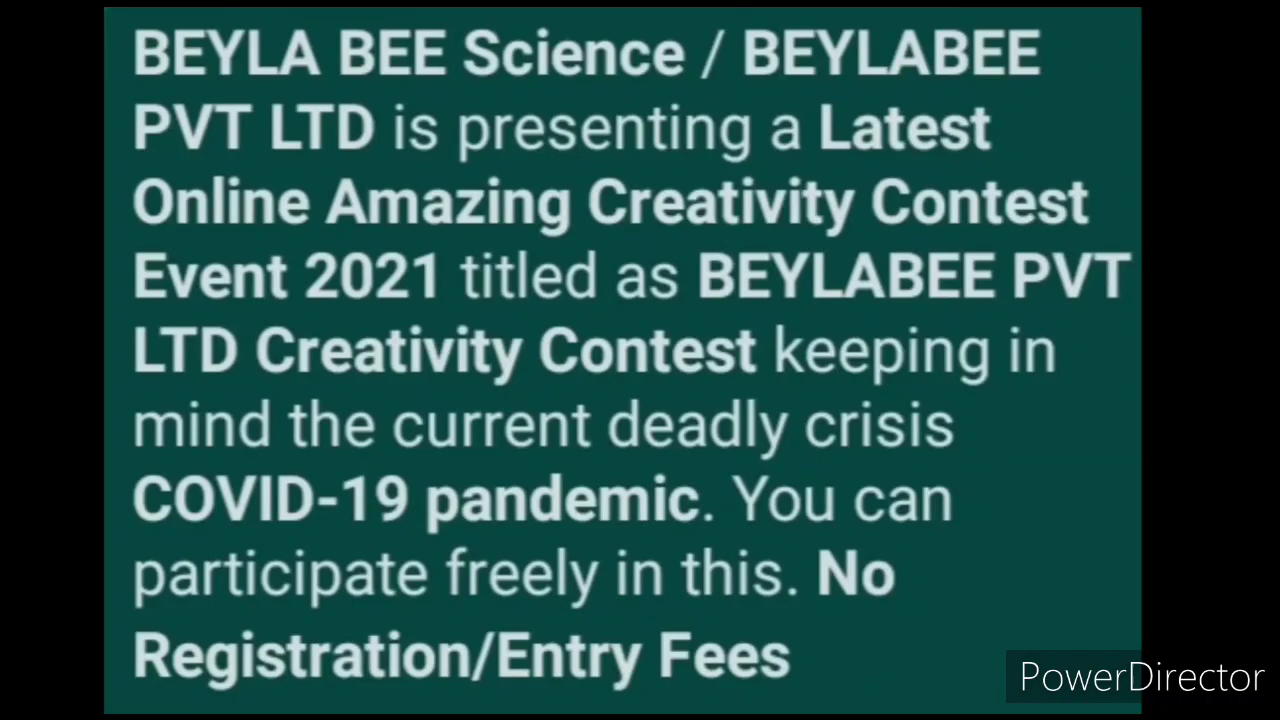 BEYLA BEE Science / BEYLABEE
PVT LTD is presenting a Latest
Online Amazing Creativity Contest
Event 2021 titled as BEYLABEE PVT
LTD Creativity Contest keeping in
mind the current deadly crisis
COVID-19 pandemic. You can
participate freely in this. No
Registration/Entry Fees
PowerDirector